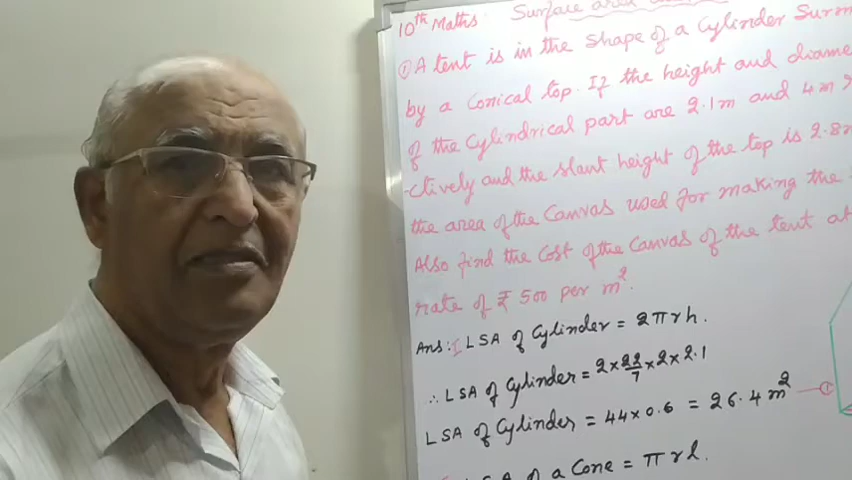 10th Maths: Surface area
① A tent is in the shape of a Cylinder
by a Conical top. If the height and
of the Cylindrical part are 2.1m and 4m
-ctively and the slant height of the top is 2.8
the area of the Canvas used for making the
Also find the Cost of the Canvas of the tent at
rate of ₹ 500 per m².
Ans: I LSA of Cylinder = 2πrh.
∴ LSA of Cylinder = 2×22/7×2×2.1
LSA of Cylinder = 44×0.6 = 26.4 m² —①
of a Cone = πrl.